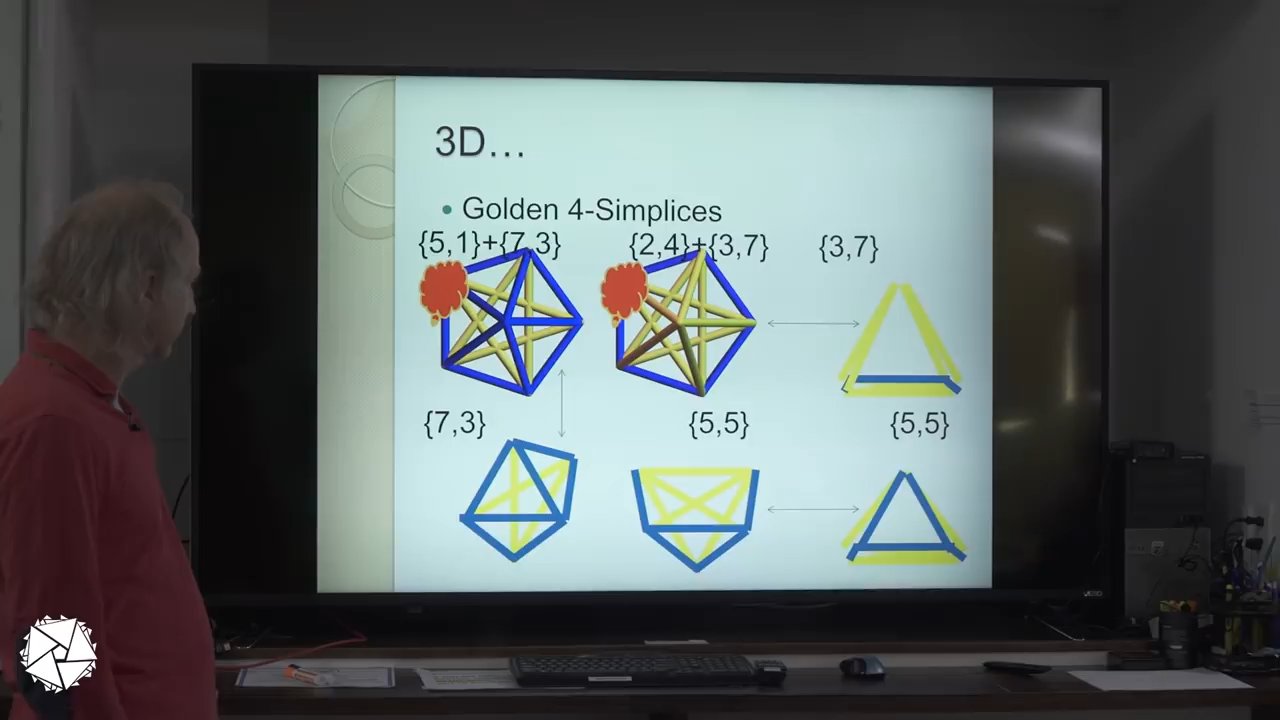 3D...
• Golden 4-Simplices
{5,1}+{7,3} {2,4}+{3,7} {3,7}
{7,3} {5,5} {5,5}
VIZIO